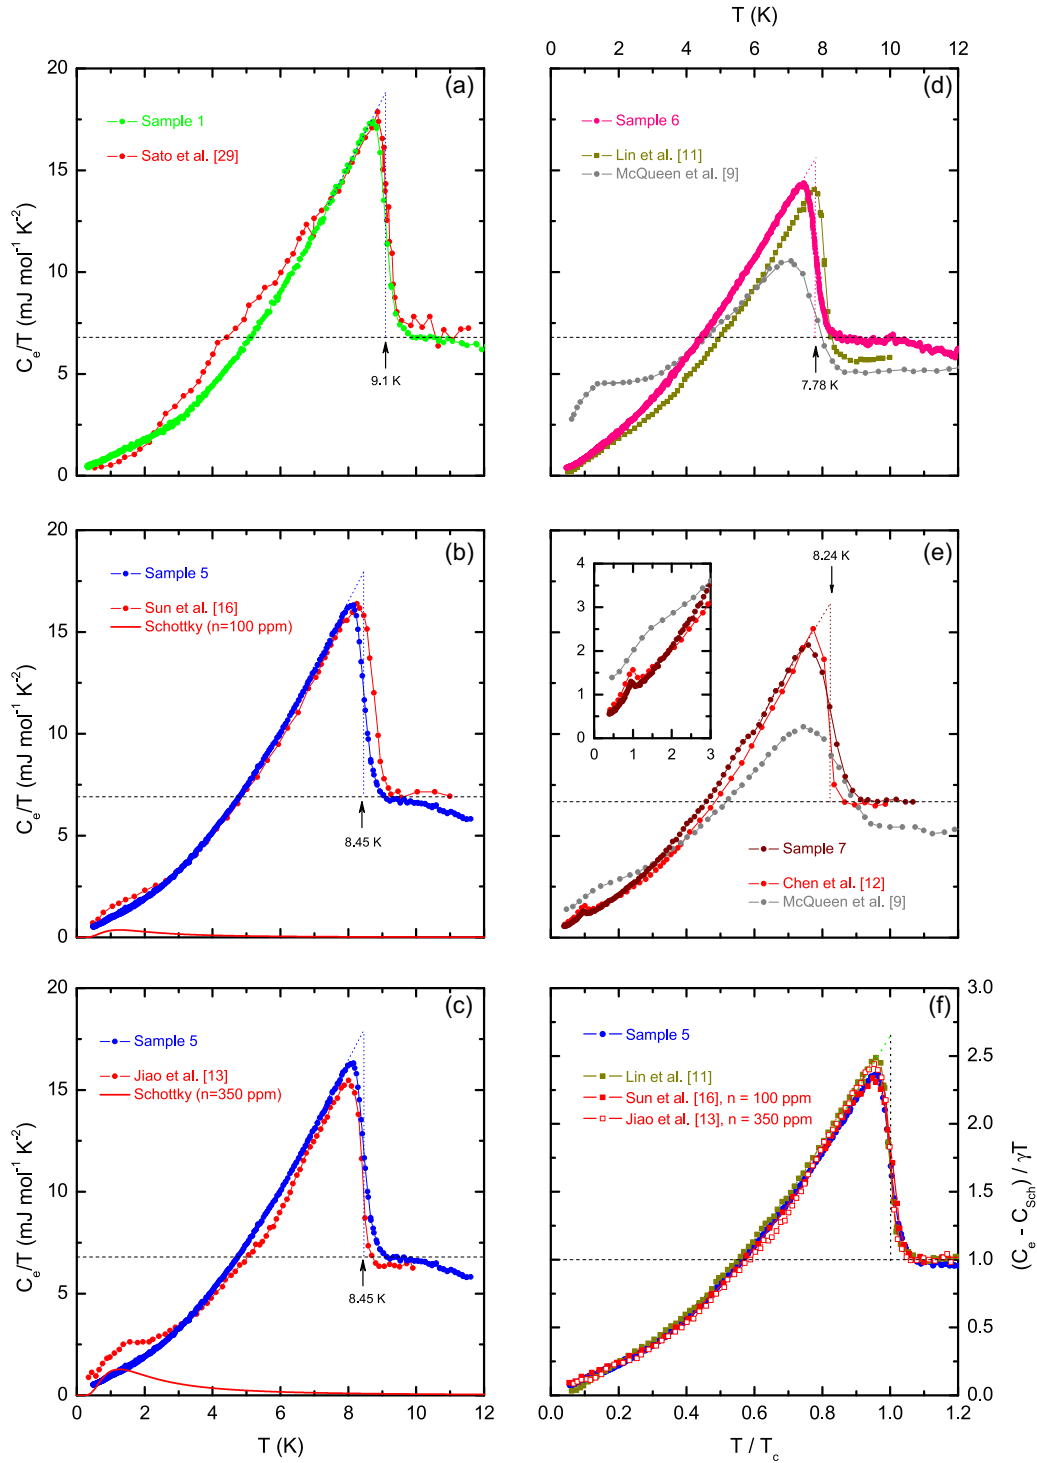 T (K)
0 2 4 6 8 10 12
20
15
10
5
0
C_e/T (mJ mol⁻¹ K⁻²)
(a)
Sample 1
Sato et al. [29]
9.1 K
(d)
Sample 6
Lin et al. [11]
McQueen et al. [9]
7.78 K
20
15
10
5
0
C_e/T (mJ mol⁻¹ K⁻²)
(b)
Sample 5
Sun et al. [16]
Schottky (n=100 ppm)
8.45 K
(e)
8.24 K
4
3
2
1
0
0 1 2 3
Sample 7
Chen et al. [12]
McQueen et al. [9]
20
15
10
5
0
C_e/T (mJ mol⁻¹ K⁻²)
(c)
Sample 5
Jiao et al. [13]
Schottky (n=350 ppm)
8.45 K
0 2 4 6 8 10 12
T (K)
(f)
Sample 5
Lin et al. [11]
Sun et al. [16], n = 100 ppm
Jiao et al. [13], n = 350 ppm
3.0
2.5
2.0
1.5
1.0
0.5
0.0
(C_e - C_Sch) / γT
0.0 0.2 0.4 0.6 0.8 1.0 1.2
T / T_c